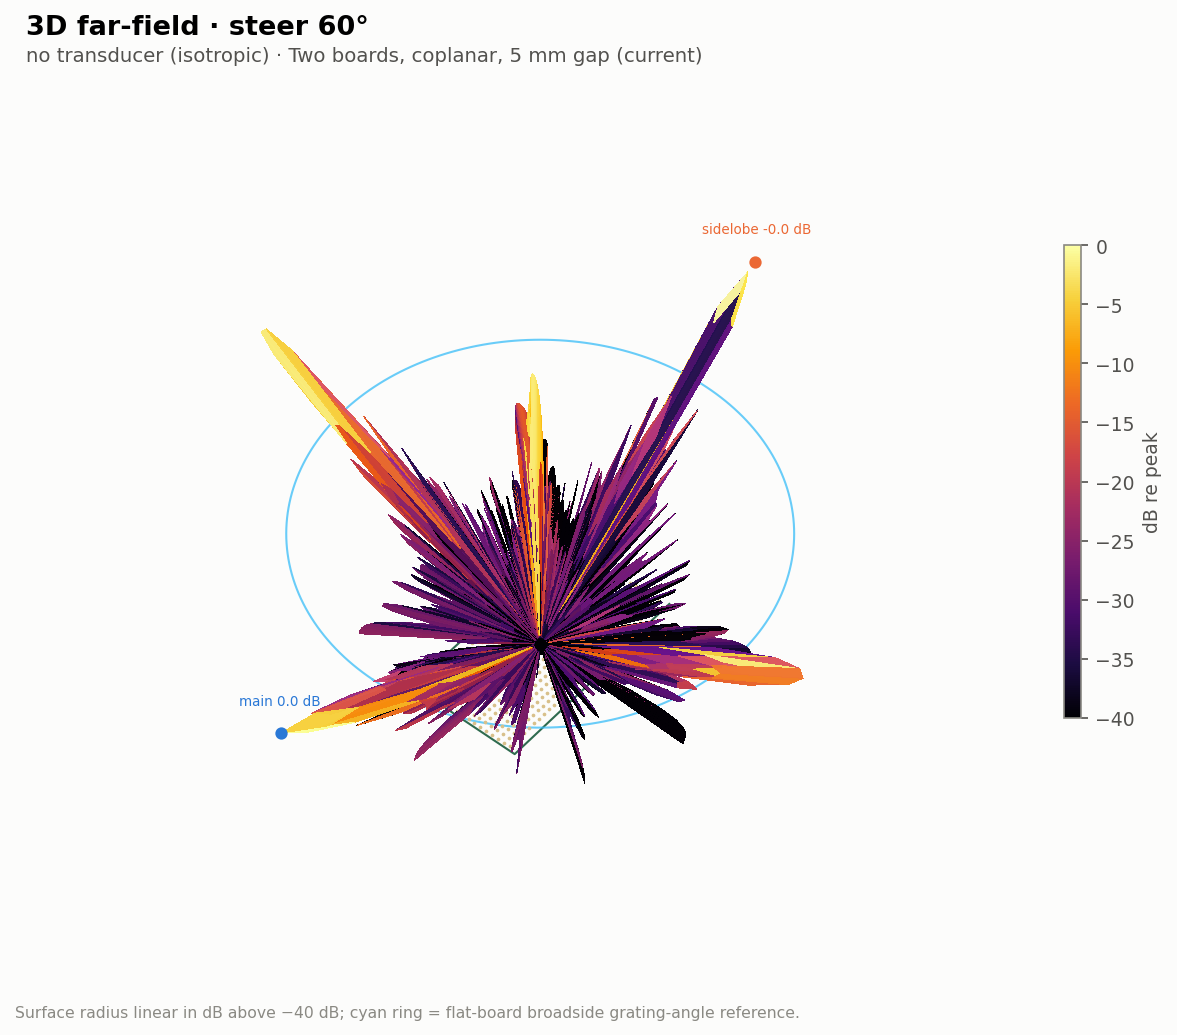 3D far-field · steer 60°
no transducer (isotropic) · Two boards, coplanar, 5 mm gap (current)
sidelobe -0.0 dB
main 0.0 dB
0
−5
−10
−15
−20
−25
−30
−35
−40
dB re peak
Surface radius linear in dB above −40 dB; cyan ring = flat-board broadside grating-angle reference.